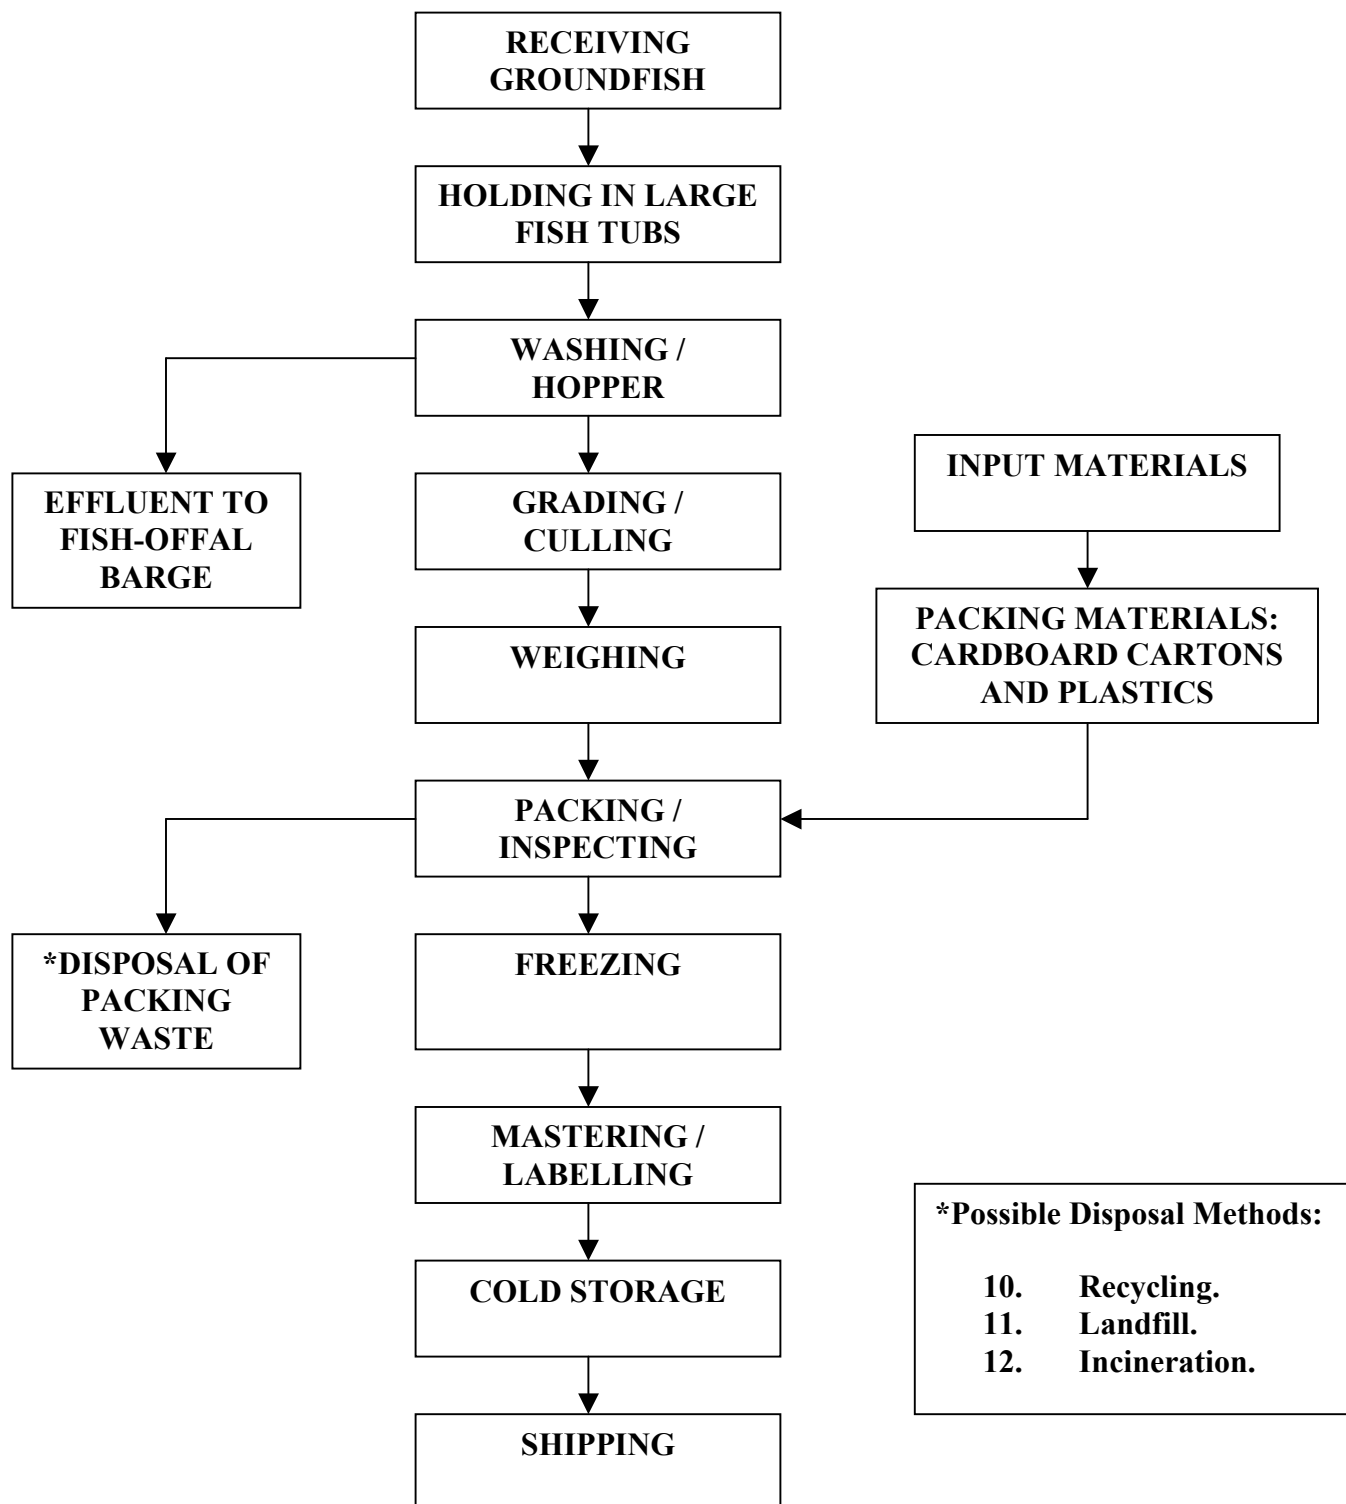 RECEIVING
GROUNDFISH
HOLDING IN LARGE
FISH TUBS
WASHING /
HOPPER
EFFLUENT TO
FISH-OFFAL
BARGE
GRADING /
CULLING
INPUT MATERIALS
WEIGHING
PACKING MATERIALS:
CARDBOARD CARTONS
AND PLASTICS
PACKING /
INSPECTING
*DISPOSAL OF
PACKING
WASTE
FREEZING
MASTERING /
LABELLING
COLD STORAGE
*Possible Disposal Methods:
10. Recycling.
11. Landfill.
12. Incineration.
SHIPPING